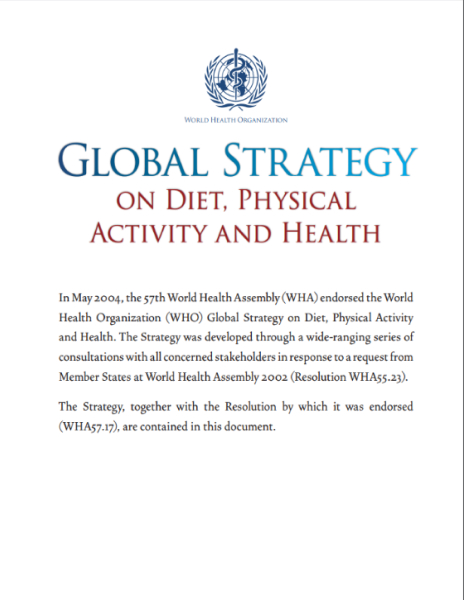 WORLD HEALTH ORGANIZATION
GLOBAL STRATEGY
ON DIET, PHYSICAL
ACTIVITY AND HEALTH
In May 2004, the 57th World Health Assembly (WHA) endorsed the World
Health Organization (WHO) Global Strategy on Diet, Physical Activity
and Health. The Strategy was developed through a wide-ranging series of
consultations with all concerned stakeholders in response to a request from
Member States at World Health Assembly 2002 (Resolution WHA55.23).
The Strategy, together with the Resolution by which it was endorsed
(WHA57.17), are contained in this document.